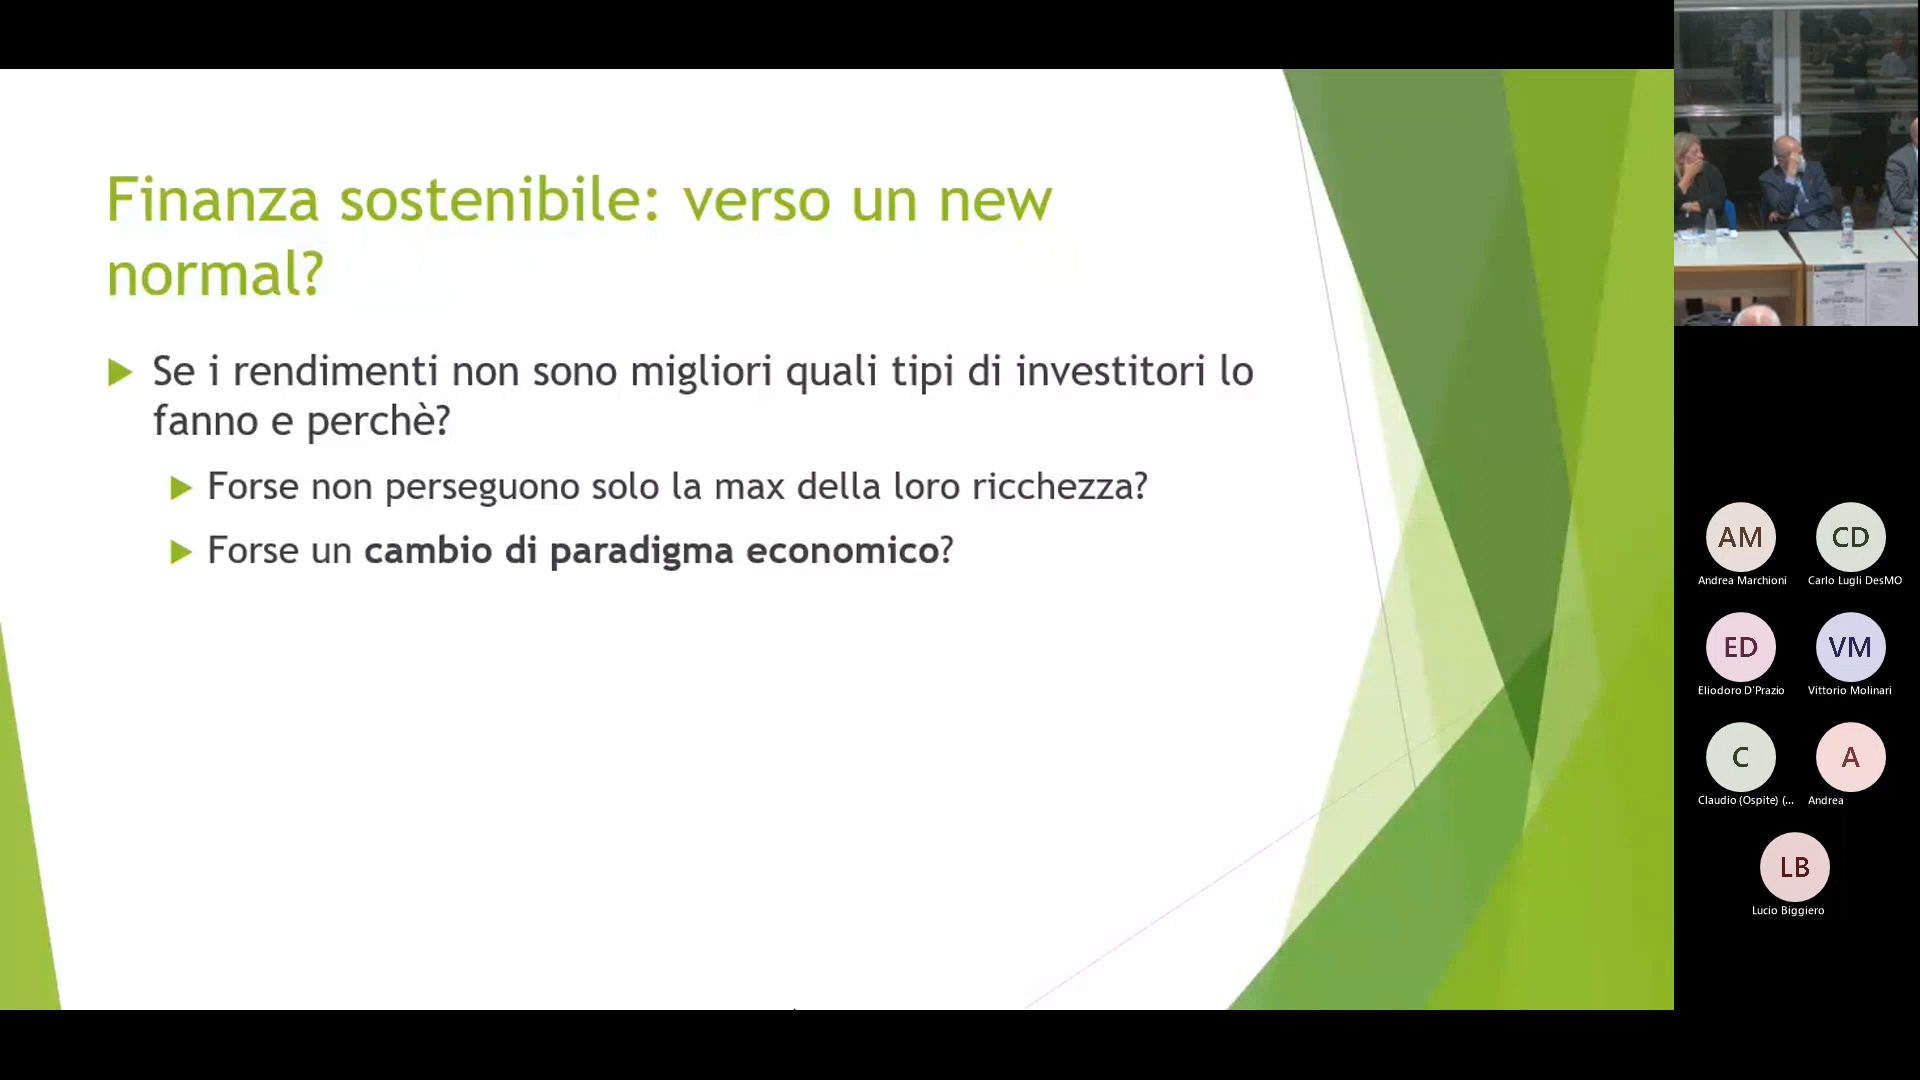 Finanza sostenibile: verso un new
normal?
Se i rendimenti non sono migliori quali tipi di investitori lo
fanno e perchè?
Forse non perseguono solo la max della loro ricchezza?
Forse un cambio di paradigma economico?
AM
CD
Andrea Marchioni
Carlo Lugli DesMO
ED
VM
Eliodoro D'Prazio
Vittorio Molinari
C
A
Claudio (Ospite) (...
Andrea
LB
Lucio Biggiero